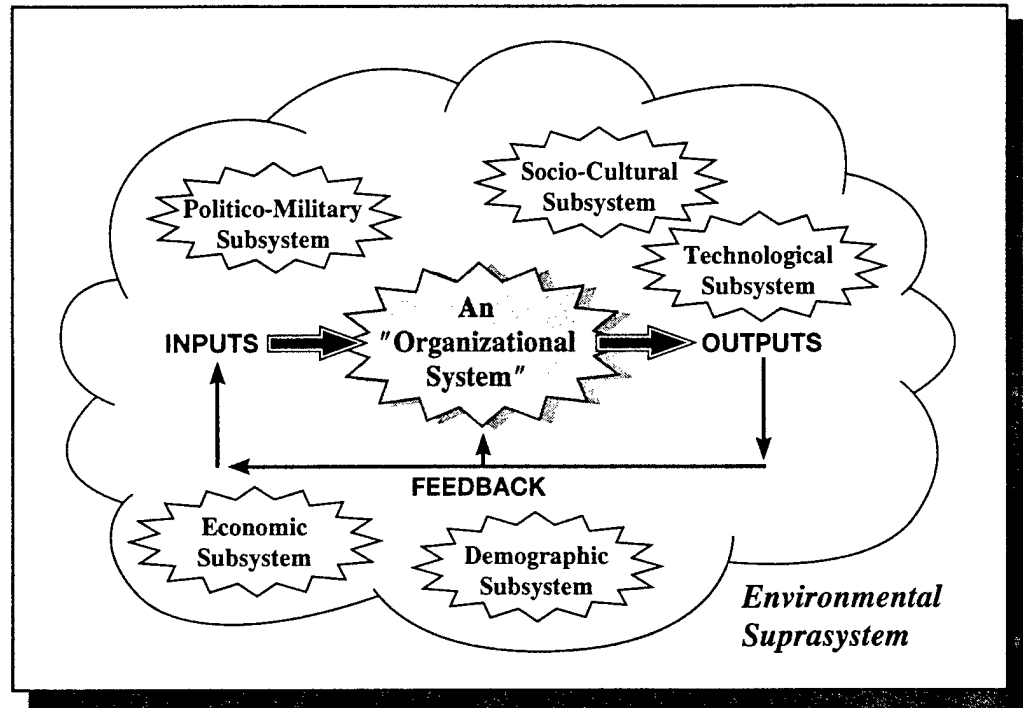 Politico-Military
Subsystem
Socio-Cultural
Subsystem
Technological
Subsystem
INPUTS
An
"Organizational
System"
OUTPUTS
FEEDBACK
Economic
Subsystem
Demographic
Subsystem
Environmental
Suprasystem